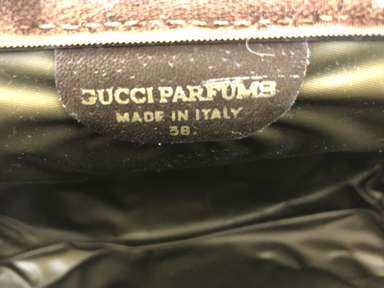 GUCCI PARFUMS
MADE IN ITALY
58